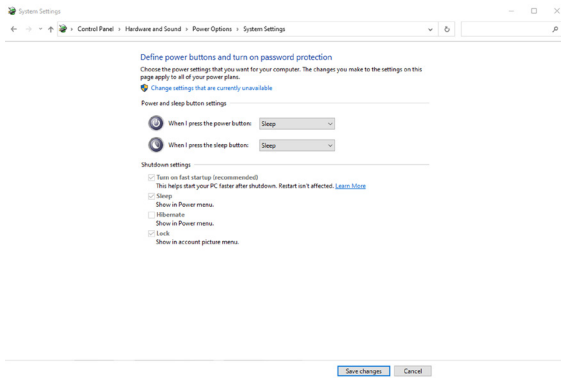 System Settings
Control Panel > Hardware and Sound > Power Options > System Settings
Define power buttons and turn on password protection
Choose the power settings that you want for your computer. The changes you make to the settings on this
page apply to all of your power plans.
Change settings that are currently unavailable
Power and sleep button settings
When I press the power button: Sleep
When I press the sleep button: Sleep
Shutdown settings
Turn on fast startup (recommended)
This helps start your PC faster after shutdown. Restart isn't affected. Learn More
Sleep
Show in Power menu.
Hibernate
Show in Power menu.
Lock
Show in account picture menu.
Save changes Cancel